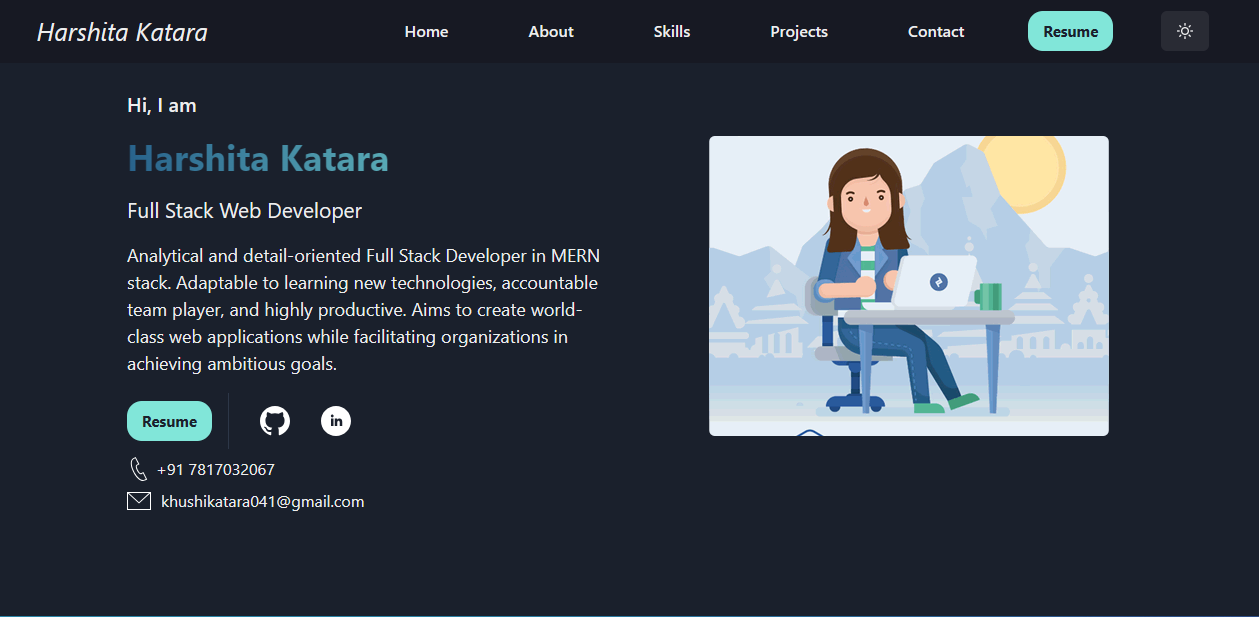 Harshita Katara Home About Skills Projects Contact Resume
Hi, I am
Harshita Katara
Full Stack Web Developer
Analytical and detail-oriented Full Stack Developer in MERN
stack. Adaptable to learning new technologies, accountable
team player, and highly productive. Aims to create world-
class web applications while facilitating organizations in
achieving ambitious goals.
Resume in
+91 7817032067
khushikatara041@gmail.com